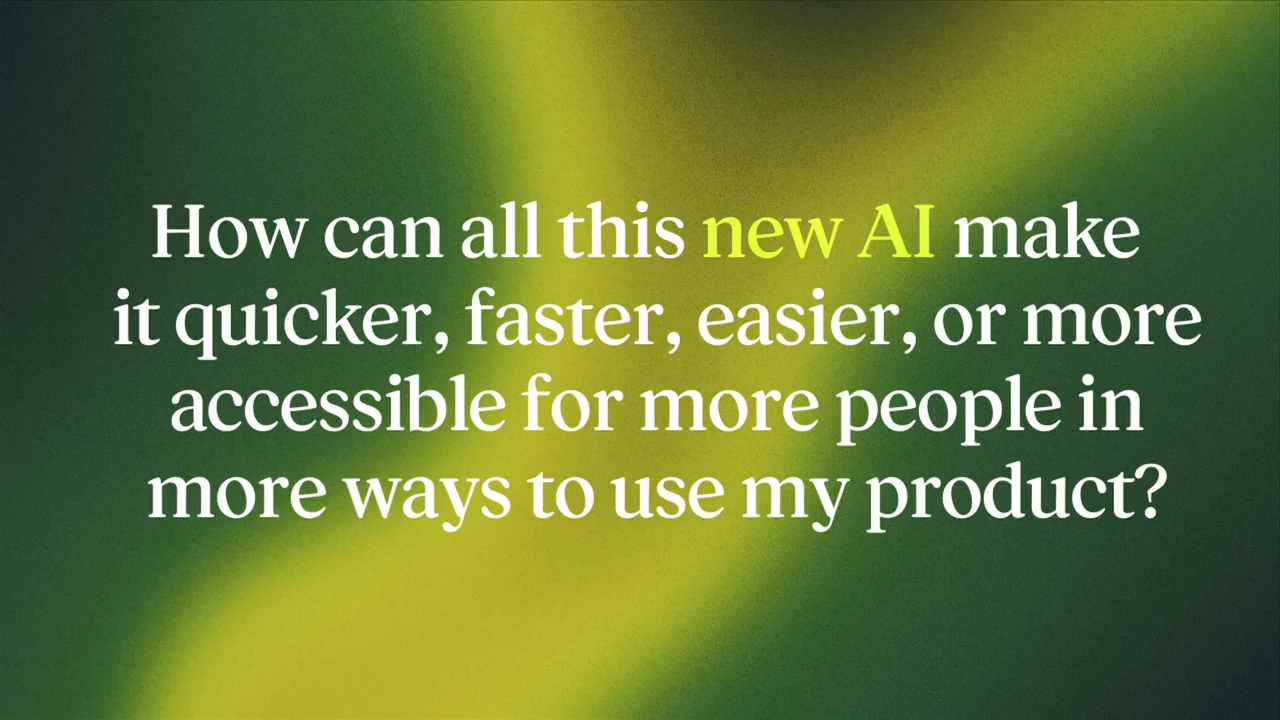 How can all this new AI make
it quicker, faster, easier, or more
accessible for more people in
more ways to use my product?